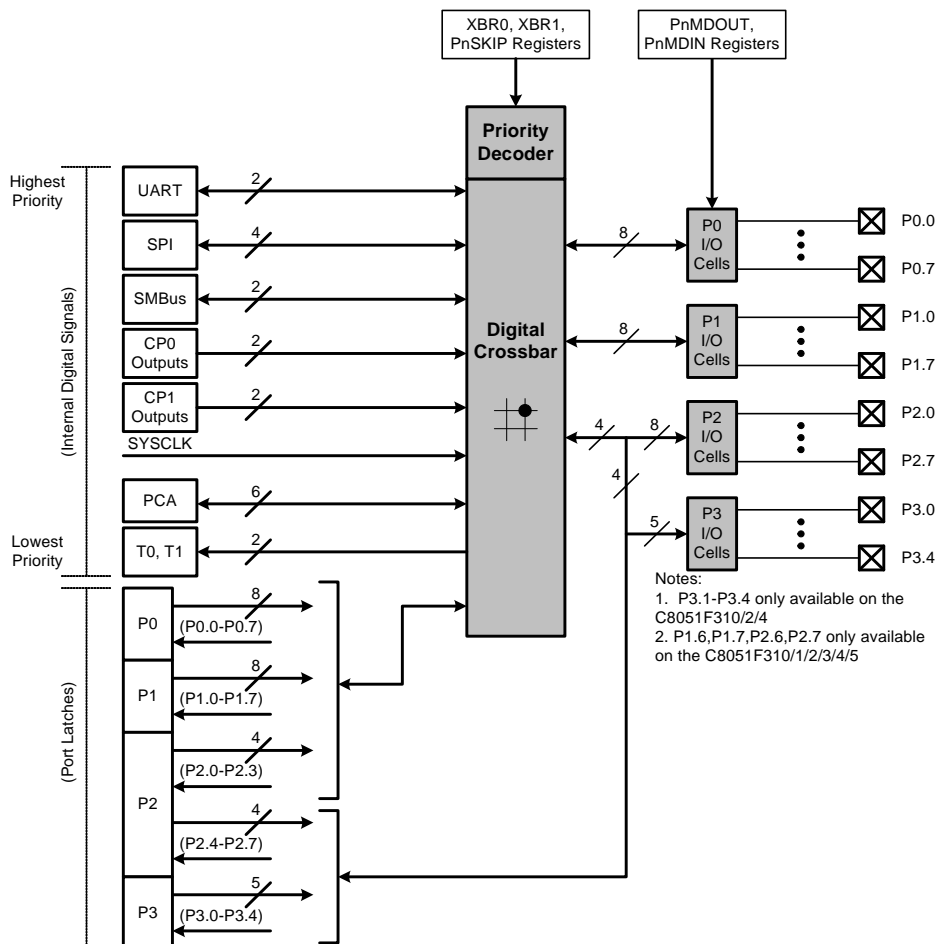 XBR0, XBR1,
PnSKIP Registers
PnMDOUT,
PnMDIN Registers
Priority
Decoder
Digital
Crossbar
Highest
Priority
(Internal Digital Signals)
Lowest
Priority
(Port Latches)
UART
2
SPI
4
SMBus
2
CP0
Outputs
2
CP1
Outputs
2
SYSCLK
PCA
6
T0, T1
2
P0
8
(P0.0-P0.7)
P1
8
(P1.0-P1.7)
P2
4
(P2.0-P2.3)
4
(P2.4-P2.7)
P3
5
(P3.0-P3.4)
8
P0
I/O
Cells
P0.0
P0.7
8
P1
I/O
Cells
P1.0
P1.7
4
8
P2
I/O
Cells
P2.0
P2.7
4
5
P3
I/O
Cells
P3.0
P3.4
Notes:
1. P3.1-P3.4 only available on the
C8051F310/2/4
2. P1.6,P1.7,P2.6,P2.7 only available
on the C8051F310/1/2/3/4/5